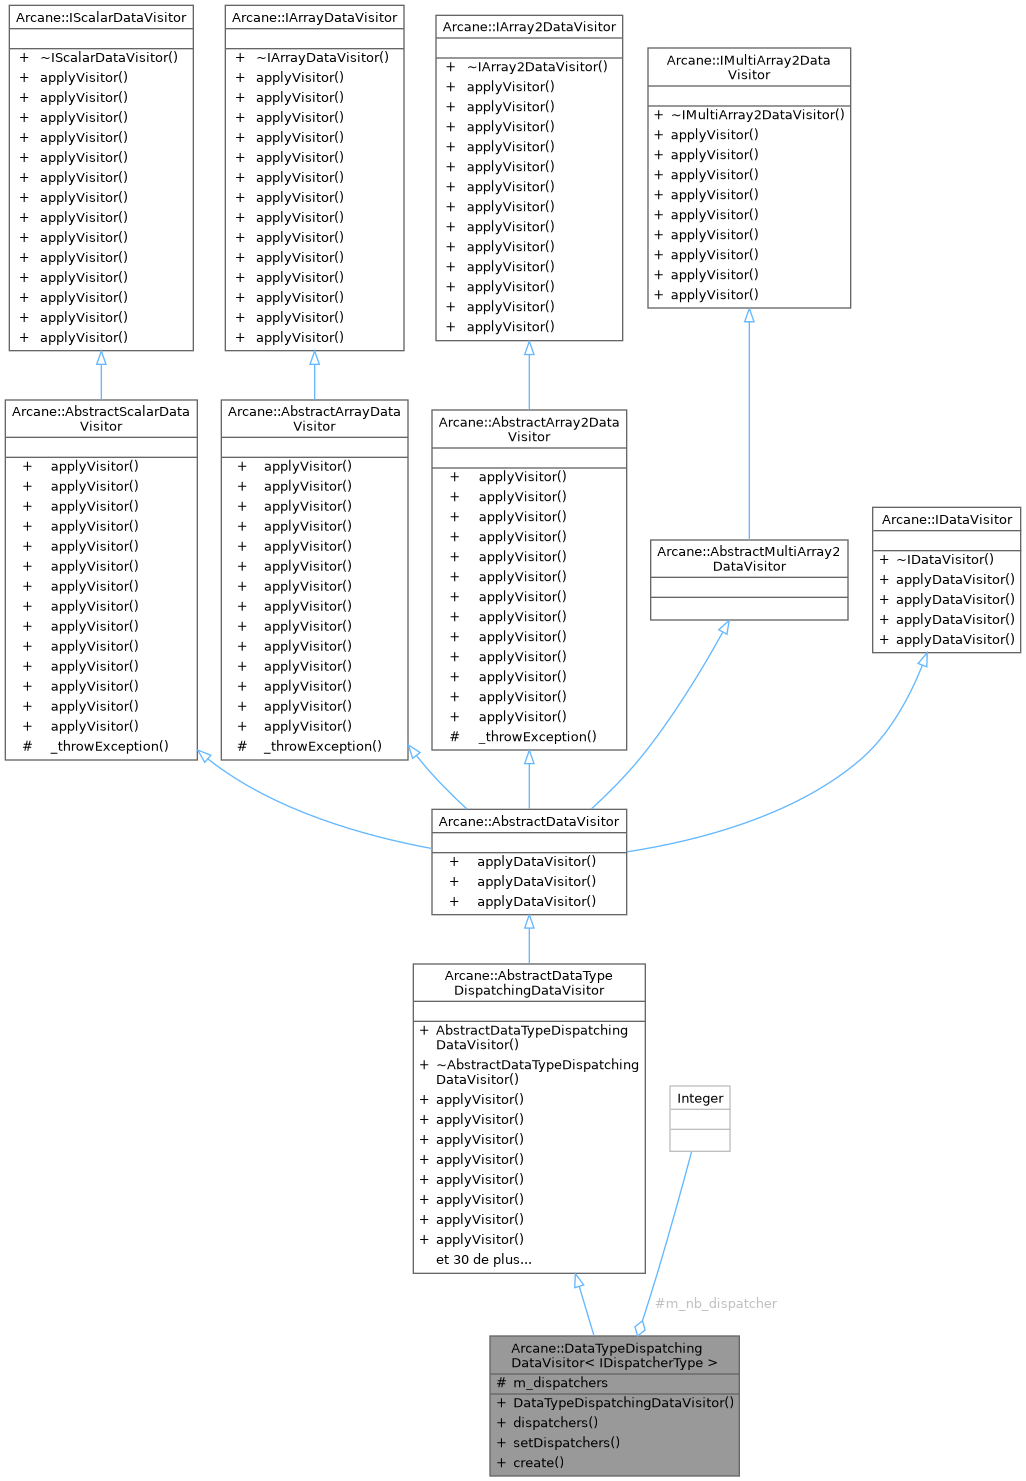 Arcane::IScalarDataVisitor
+ ~IScalarDataVisitor()
+ applyVisitor()
+ applyVisitor()
+ applyVisitor()
+ applyVisitor()
+ applyVisitor()
+ applyVisitor()
+ applyVisitor()
+ applyVisitor()
+ applyVisitor()
+ applyVisitor()
+ applyVisitor()
+ applyVisitor()
+ applyVisitor()
+ applyVisitor()
Arcane::IArrayDataVisitor
+ ~IArrayDataVisitor()
+ applyVisitor()
+ applyVisitor()
+ applyVisitor()
+ applyVisitor()
+ applyVisitor()
+ applyVisitor()
+ applyVisitor()
+ applyVisitor()
+ applyVisitor()
+ applyVisitor()
+ applyVisitor()
+ applyVisitor()
+ applyVisitor()
+ applyVisitor()
Arcane::IArray2DataVisitor
+ ~IArray2DataVisitor()
+ applyVisitor()
+ applyVisitor()
+ applyVisitor()
+ applyVisitor()
+ applyVisitor()
+ applyVisitor()
+ applyVisitor()
+ applyVisitor()
+ applyVisitor()
+ applyVisitor()
+ applyVisitor()
+ applyVisitor()
+ applyVisitor()
Arcane::IMultiArray2Data
Visitor
+ ~IMultiArray2DataVisitor()
+ applyVisitor()
+ applyVisitor()
+ applyVisitor()
+ applyVisitor()
+ applyVisitor()
+ applyVisitor()
+ applyVisitor()
+ applyVisitor()
+ applyVisitor()
Arcane::AbstractScalarData
Visitor
+ applyVisitor()
+ applyVisitor()
+ applyVisitor()
+ applyVisitor()
+ applyVisitor()
+ applyVisitor()
+ applyVisitor()
+ applyVisitor()
+ applyVisitor()
+ applyVisitor()
+ applyVisitor()
+ applyVisitor()
+ applyVisitor()
+ applyVisitor()
# _throwException()
Arcane::AbstractArrayData
Visitor
+ applyVisitor()
+ applyVisitor()
+ applyVisitor()
+ applyVisitor()
+ applyVisitor()
+ applyVisitor()
+ applyVisitor()
+ applyVisitor()
+ applyVisitor()
+ applyVisitor()
+ applyVisitor()
+ applyVisitor()
+ applyVisitor()
+ applyVisitor()
# _throwException()
Arcane::AbstractArray2Data
Visitor
+ applyVisitor()
+ applyVisitor()
+ applyVisitor()
+ applyVisitor()
+ applyVisitor()
+ applyVisitor()
+ applyVisitor()
+ applyVisitor()
+ applyVisitor()
+ applyVisitor()
+ applyVisitor()
+ applyVisitor()
+ applyVisitor()
# _throwException()
Arcane::AbstractMultiArray2
DataVisitor
Arcane::IDataVisitor
+ ~IDataVisitor()
+ applyDataVisitor()
+ applyDataVisitor()
+ applyDataVisitor()
+ applyDataVisitor()
Arcane::AbstractDataVisitor
+ applyDataVisitor()
+ applyDataVisitor()
+ applyDataVisitor()
Arcane::AbstractDataType
DispatchingDataVisitor
+ AbstractDataTypeDispatching
DataVisitor()
+ ~AbstractDataTypeDispatching
DataVisitor()
+ applyVisitor()
+ applyVisitor()
+ applyVisitor()
+ applyVisitor()
+ applyVisitor()
+ applyVisitor()
+ applyVisitor()
+ applyVisitor()
et 30 de plus...
Integer
#m_nb_dispatcher
Arcane::DataTypeDispatching
DataVisitor< IDispatcherType >
# m_dispatchers
+ DataTypeDispatchingDataVisitor()
+ dispatchers()
+ setDispatchers()
+ create()